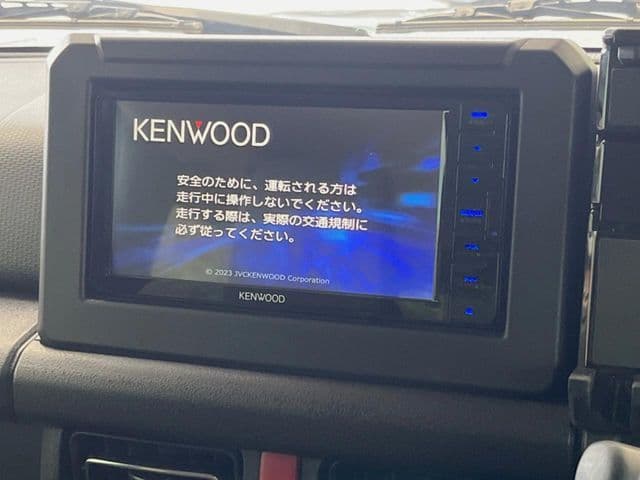 KENWOOD
安全のために、運転される方は
走行中に操作しないでください。
走行する際は、実際の交通規制に
必ず従ってください。
© 2023 JVCKENWOOD Corporation
KENWOOD